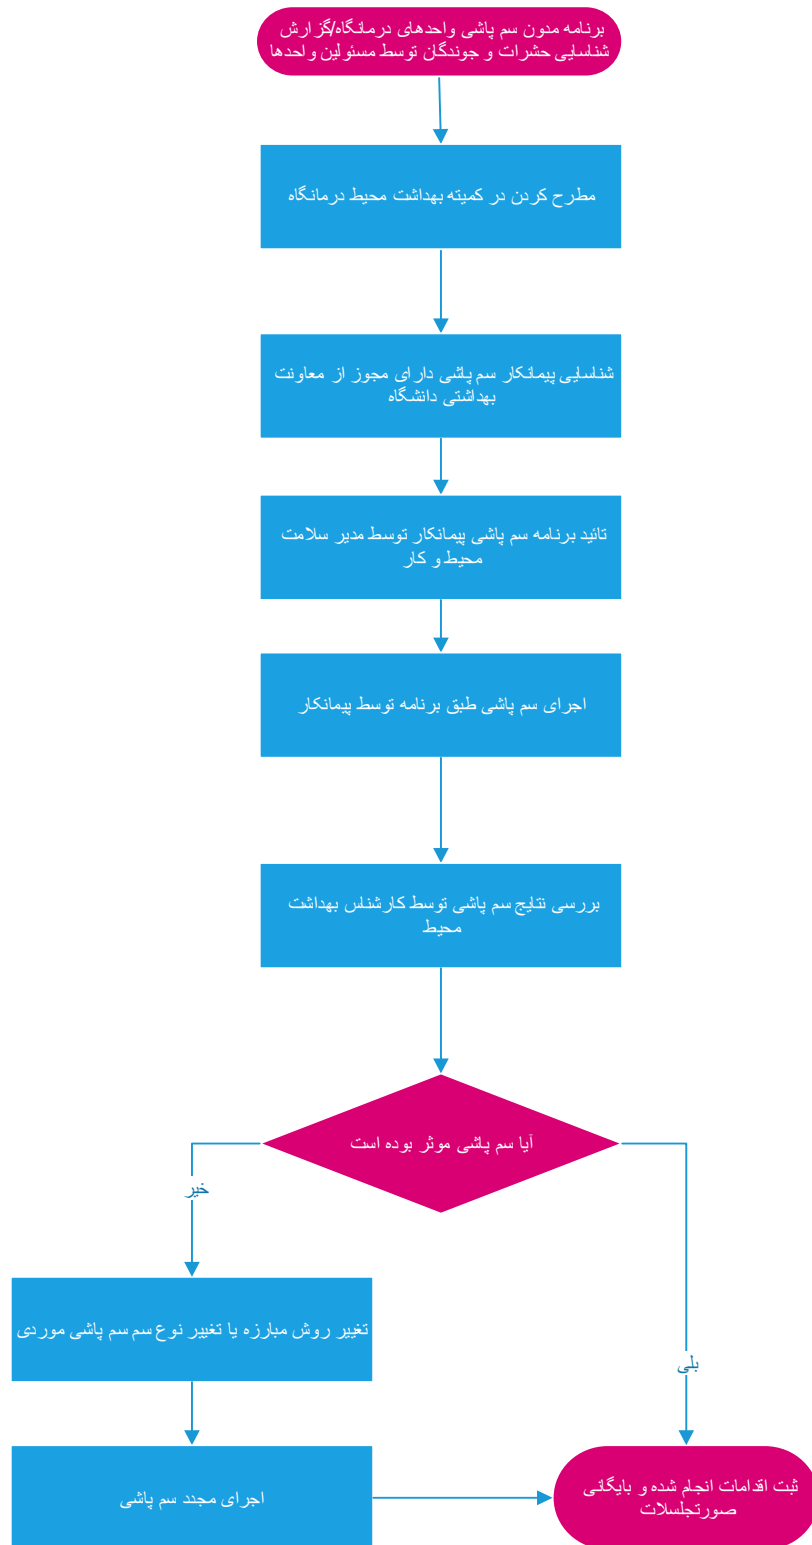 برنامه مدون سم پاشی واحدهای درمانگاه/گزارش
شناسایی حشرات و جوندگان توسط مسئولین واحدها
مطرح کردن در کمیته بهداشت محیط درمانگاه
شناسایی پیمانکار سم پاشی دارای مجوز از معاونت
بهداشتی دانشگاه
تائید برنامه سم پاشی پیمانکار توسط مدیر سلامت
محیط و کار
اجرای سم پاشی طبق برنامه توسط پیمانکار
بررسی نتایج سم پاشی توسط کارشناس بهداشت
محیط
آیا سم پاشی موثر بوده است
خیر
تغییر روش مبارزه یا تغییر نوع سم سم پاشی موردی
بلی
اجرای مجدد سم پاشی
ثبت اقدامات انجام شده و بایگانی
صورتجلسلات